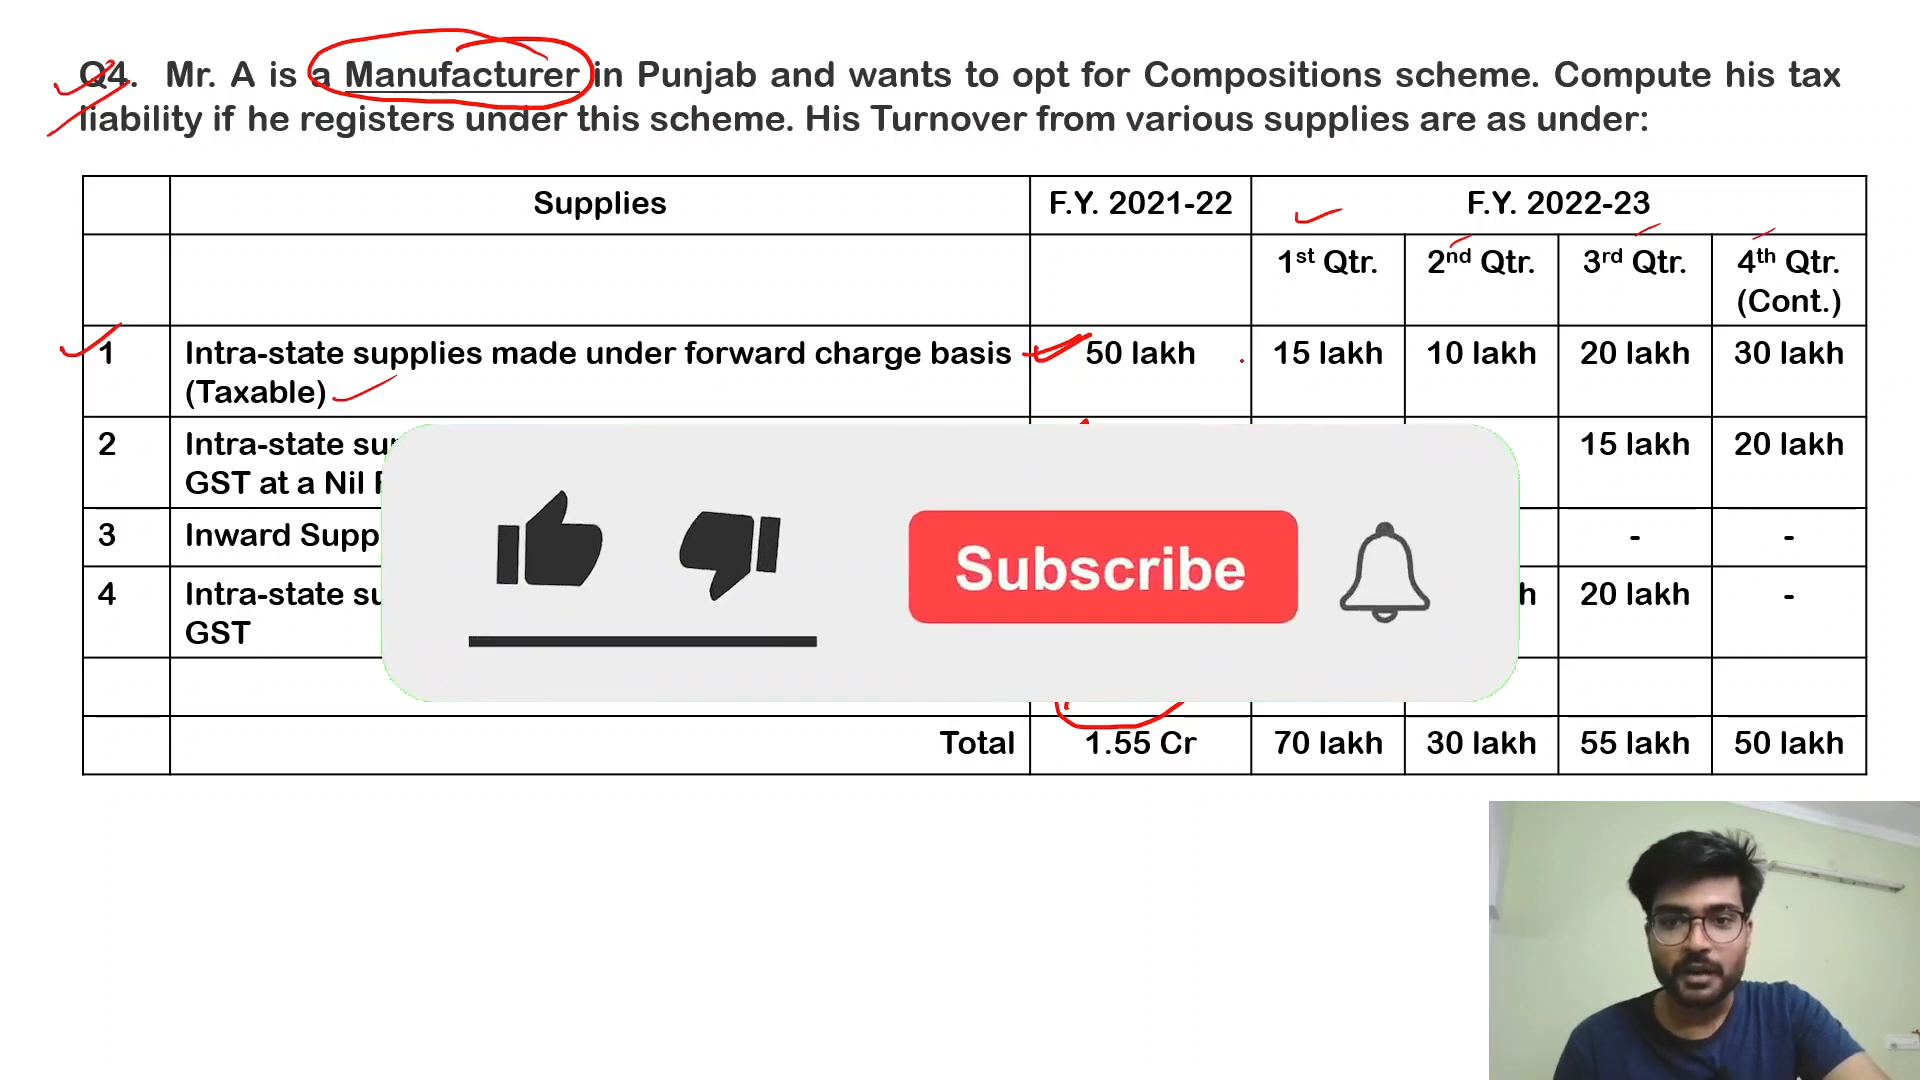 Q4. Mr. A is a Manufacturer in Punjab and wants to opt for Compositions scheme. Compute his tax
liability if he registers under this scheme. His Turnover from various supplies are as under:
Supplies F.Y. 2021-22 F.Y. 2022-23
1st Qtr. 2nd Qtr. 3rd Qtr. 4th Qtr.
(Cont.)
1 Intra-state supplies made under forward charge basis 50 lakh 15 lakh 10 lakh 20 lakh 30 lakh
(Taxable)
2 Intra-state 15 lakh 20 lakh
GST at a Nil
3 Inward - -
4 Intra-state 20 lakh -
GST
Subscribe
Total 1.55 Cr 70 lakh 30 lakh 55 lakh 50 lakh